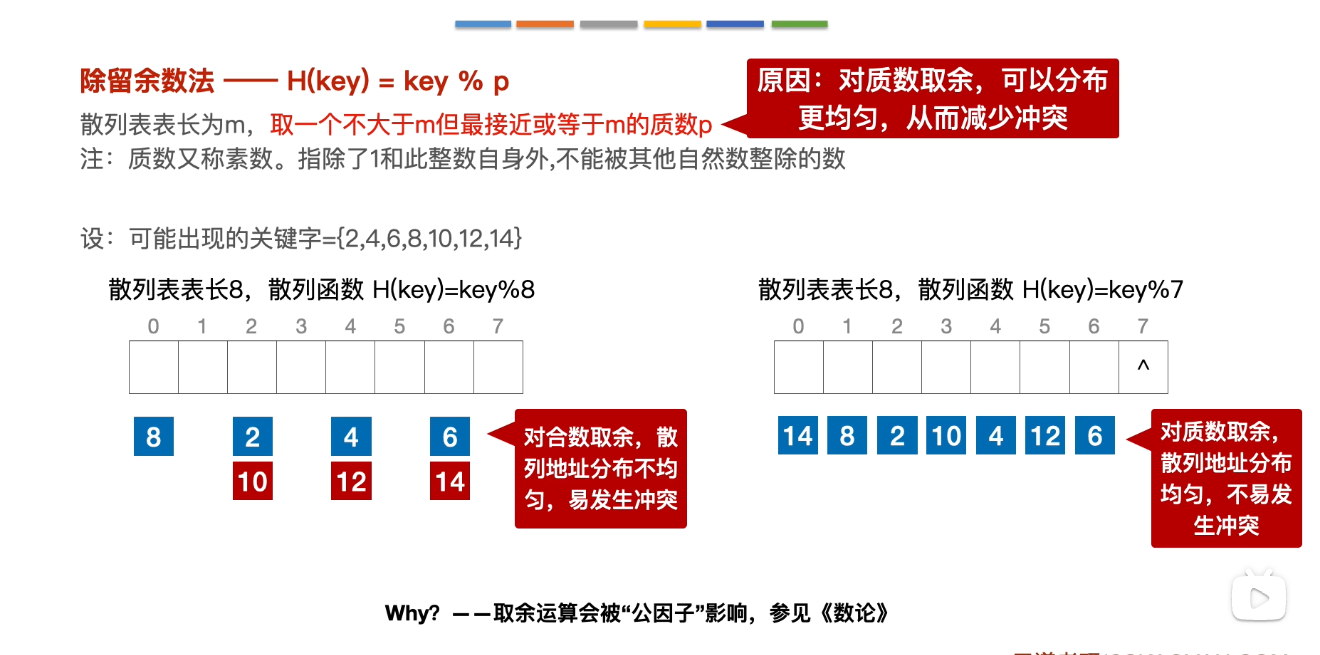 除留余数法 —— H(key) = key % p
原因：对质数取余，可以分布
更均匀，从而减少冲突
散列表表长为m，取一个不大于m但最接近或等于m的质数p
注：质数又称素数。指除了1和此整数自身外,不能被其他自然数整除的数
设：可能出现的关键字={2,4,6,8,10,12,14}
散列表表长8，散列函数 H(key)=key%8
0 1 2 3 4 5 6 7
8 2 4 6
10 12 14
对合数取余，散
列地址分布不均
匀，易发生冲突
散列表表长8，散列函数 H(key)=key%7
0 1 2 3 4 5 6 7
^
14 8 2 10 4 12 6
对质数取余，
散列地址分布
均匀，不易发
生冲突
Why？——取余运算会被“公因子”影响，参见《数论》